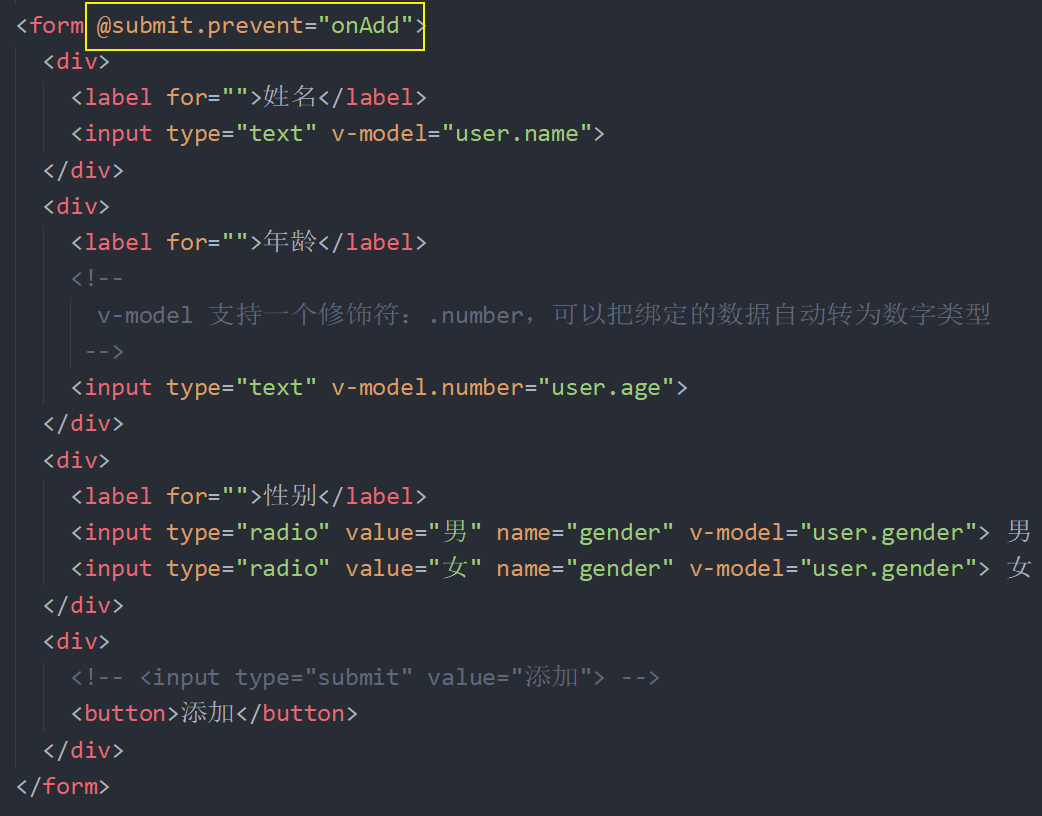 <form @submit.prevent="onAdd">
<div>
<label for="">姓名</label>
<input type="text" v-model="user.name">
</div>
<div>
<label for="">年龄</label>
<!--
v-model 支持一个修饰符：.number，可以把绑定的数据自动转为数字类型
-->
<input type="text" v-model.number="user.age">
</div>
<div>
<label for="">性别</label>
<input type="radio" value="男" name="gender" v-model="user.gender"> 男
<input type="radio" value="女" name="gender" v-model="user.gender"> 女
</div>
<div>
<!-- <input type="submit" value="添加"> -->
<button>添加</button>
</div>
</form>